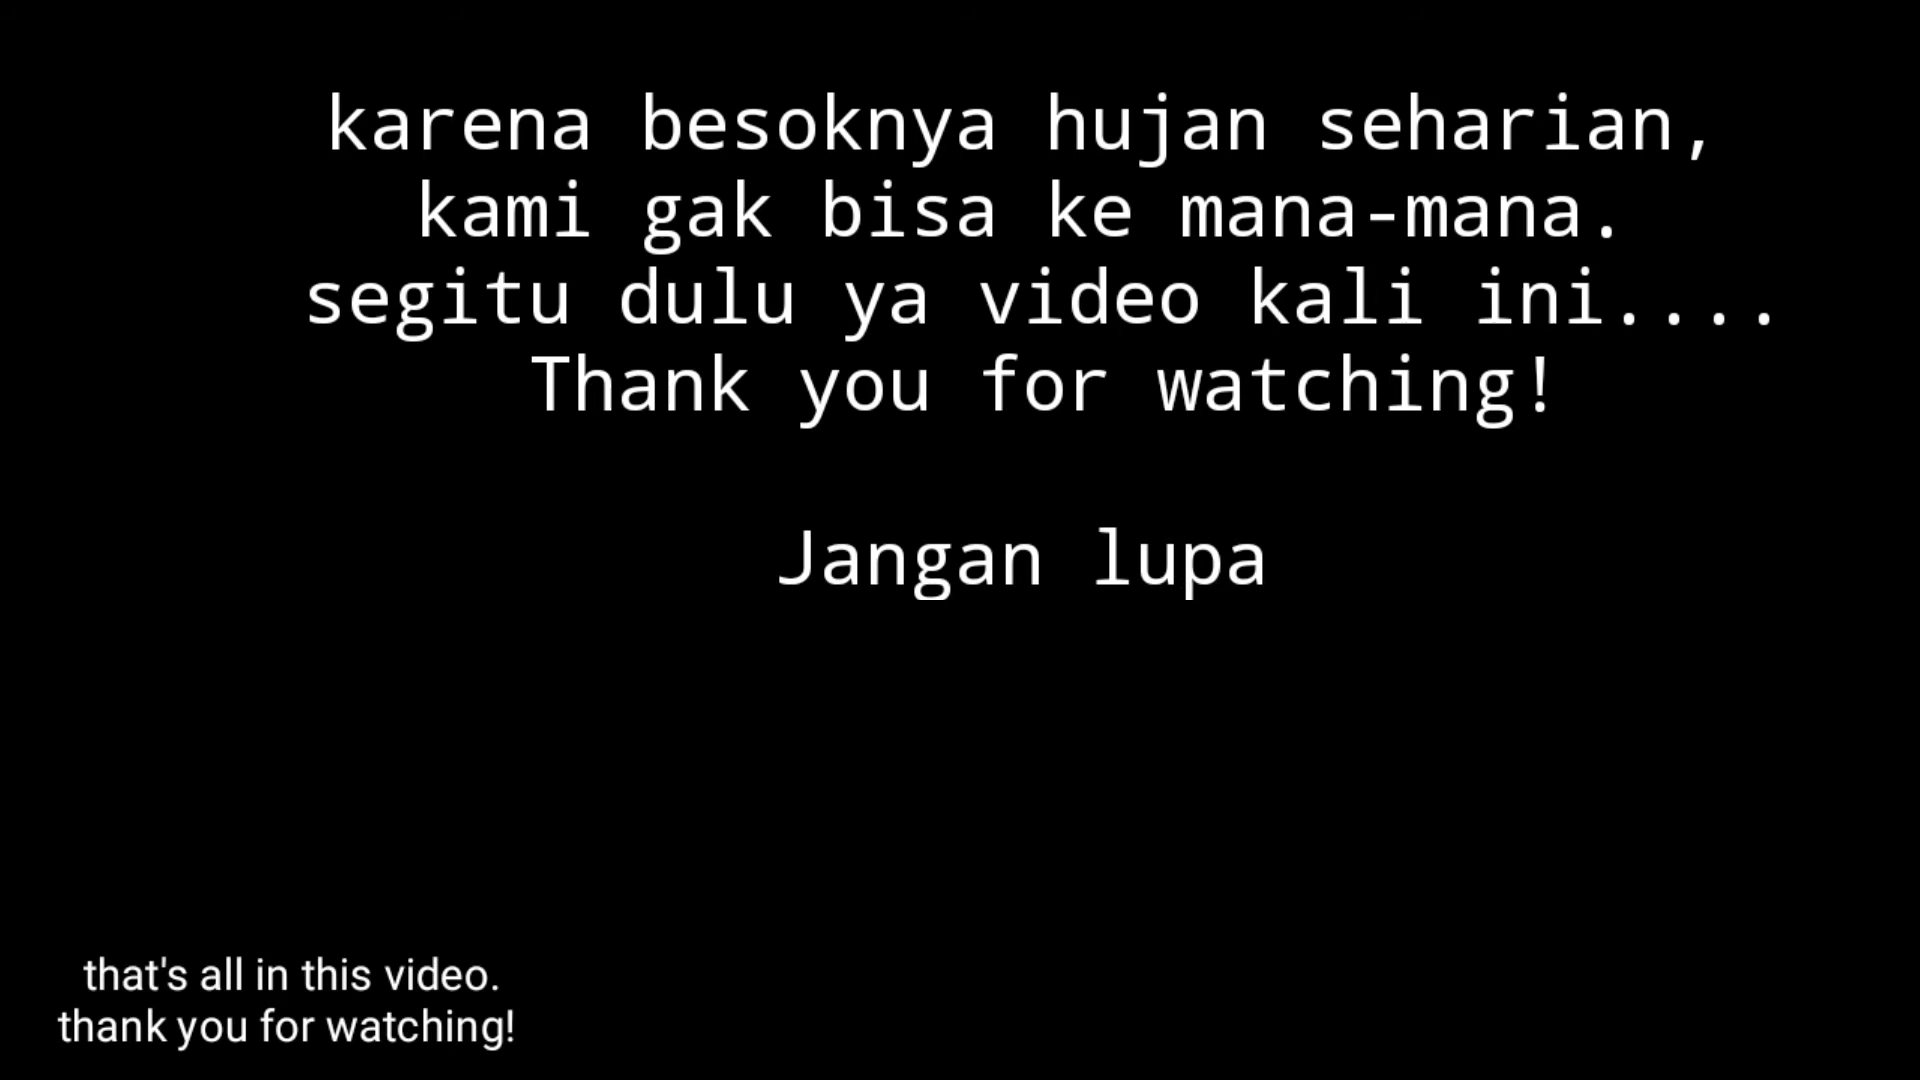 karena besoknya hujan seharian,
kami gak bisa ke mana-mana.
segitu dulu ya video kali ini....
Thank you for watching!
Jangan lupa
that's all in this video.
thank you for watching!